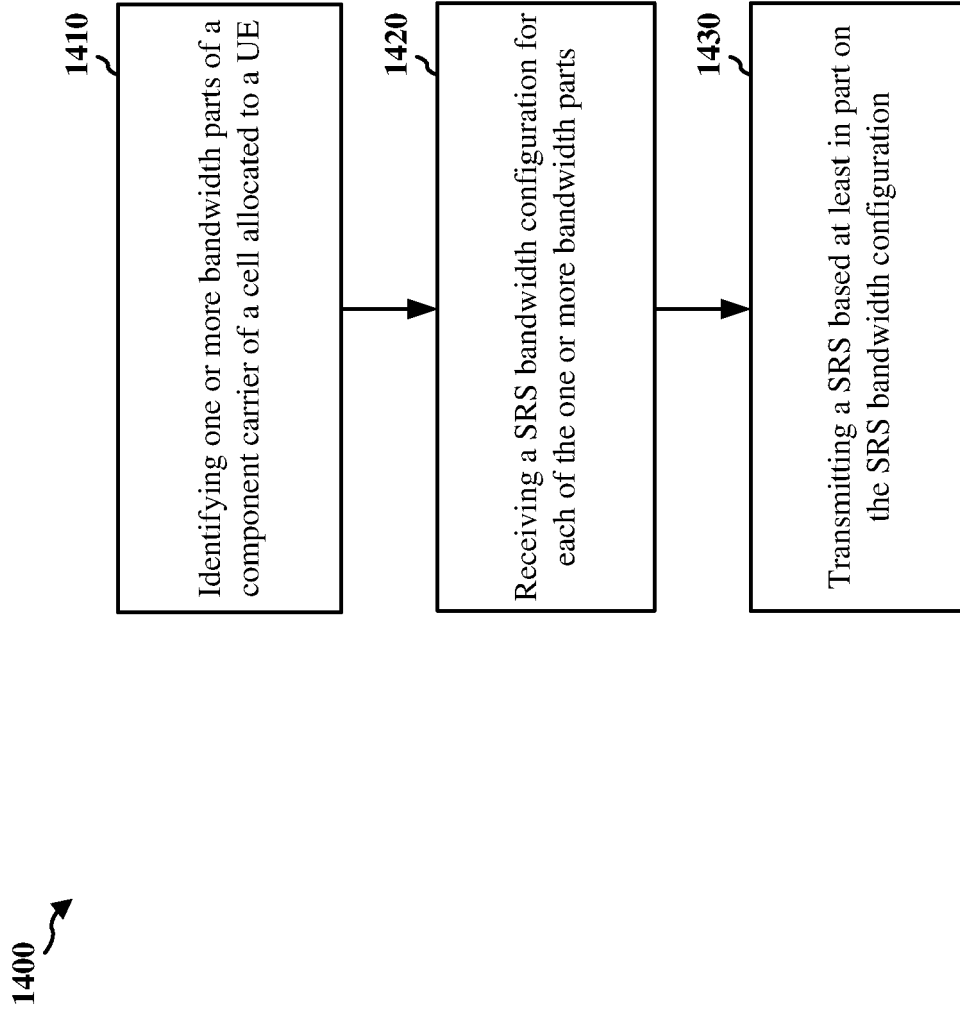 1400
1410
Identifying one or more bandwidth parts of a
component carrier of a cell allocated to a UE
1420
Receiving a SRS bandwidth configuration for
each of the one or more bandwidth parts
1430
Transmitting a SRS based at least in part on
the SRS bandwidth configuration